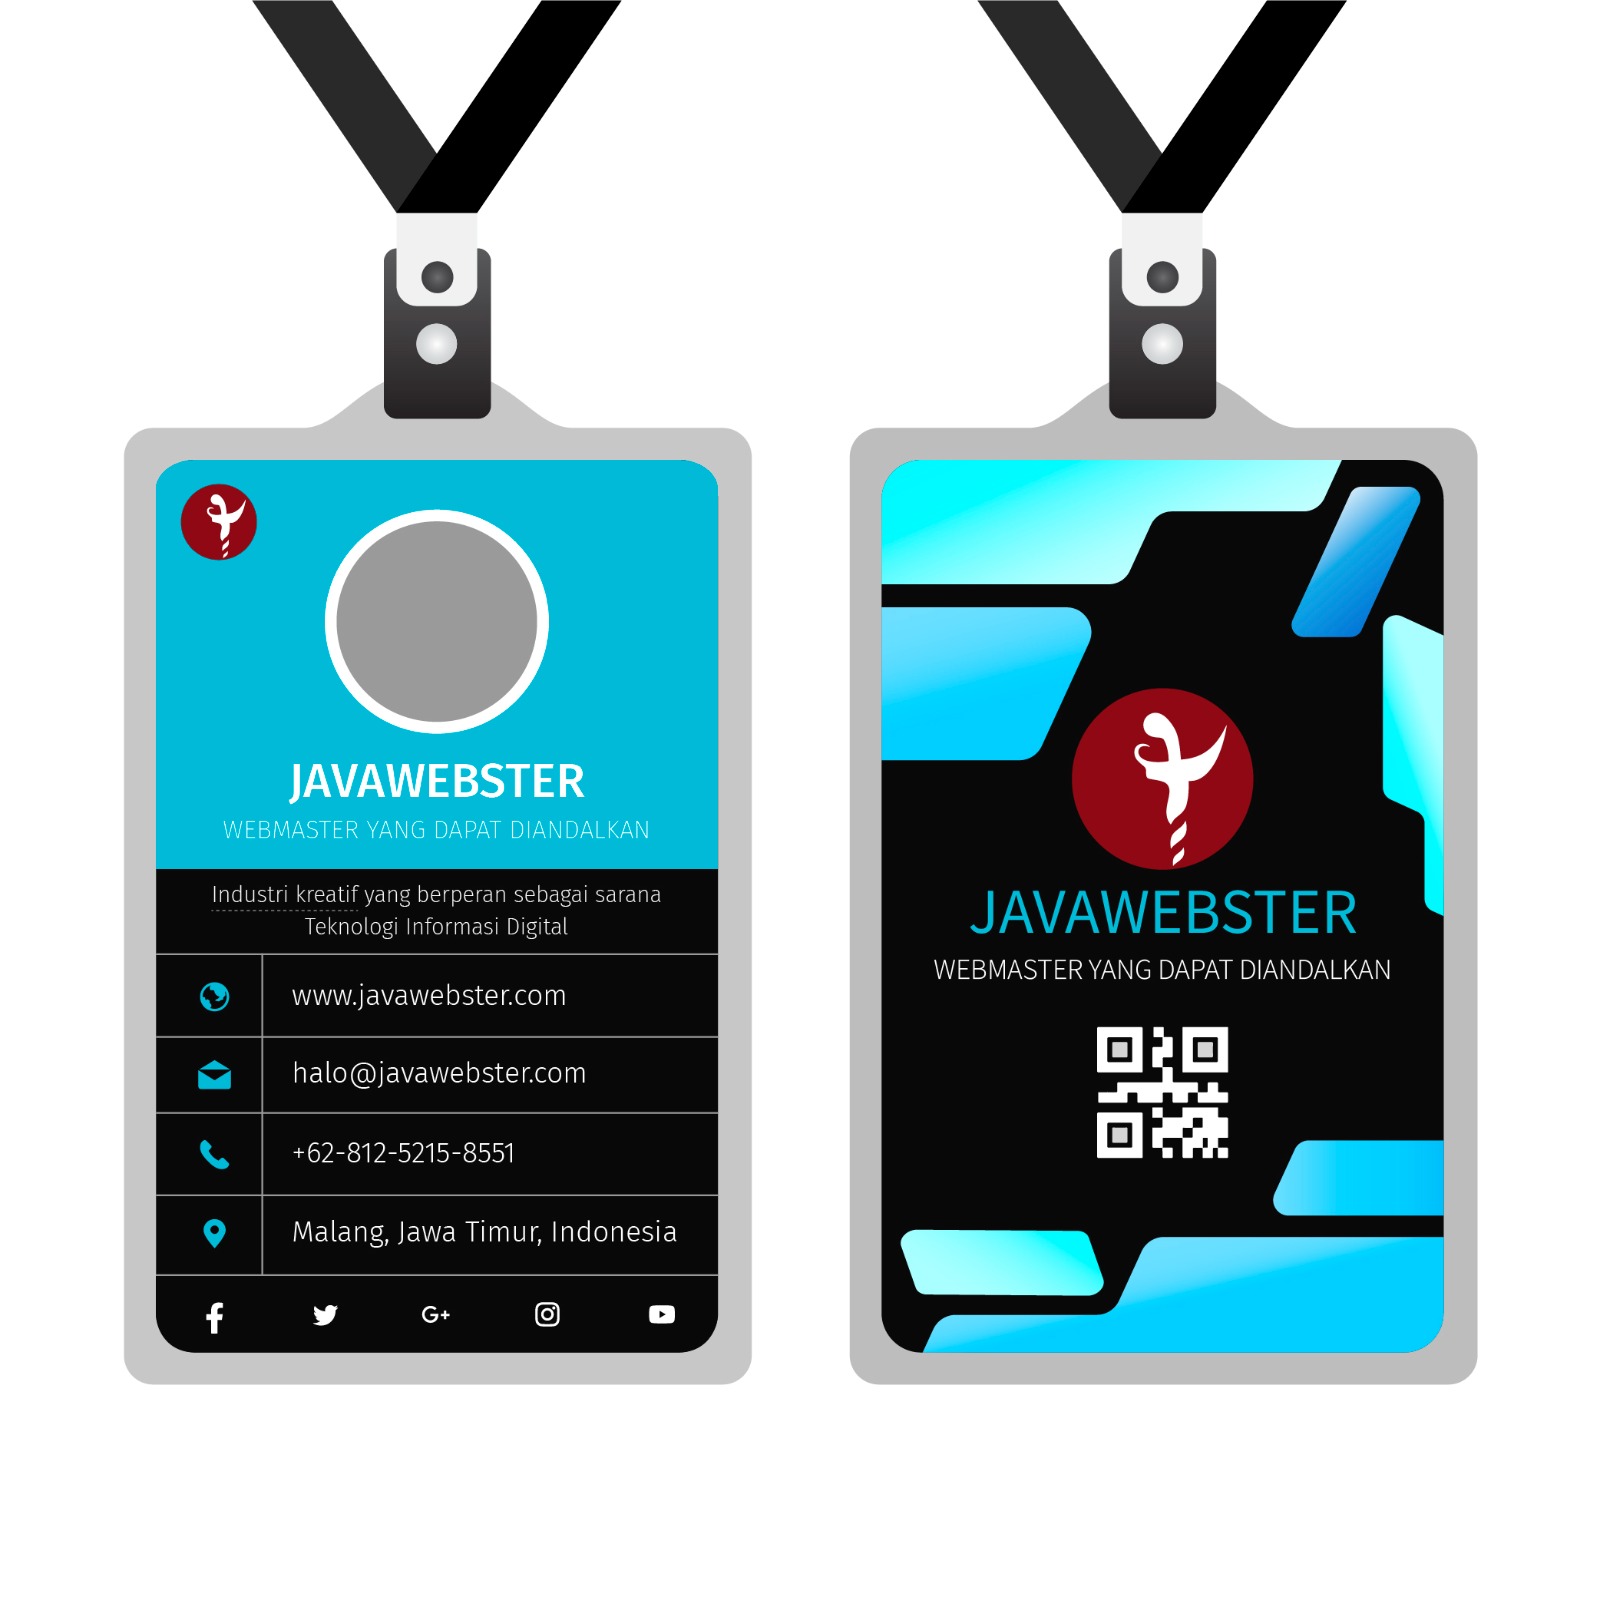 JAVAWEBSTER
WEBMASTER YANG DAPAT DIANDALKAN
Industri kreatif yang berperan sebagai sarana
Teknologi Informasi Digital
www.javawebster.com
halo@javawebster.com
+62-812-5215-8551
Malang, Jawa Timur, Indonesia
G+
JAVAWEBSTER
WEBMASTER YANG DAPAT DIANDALKAN